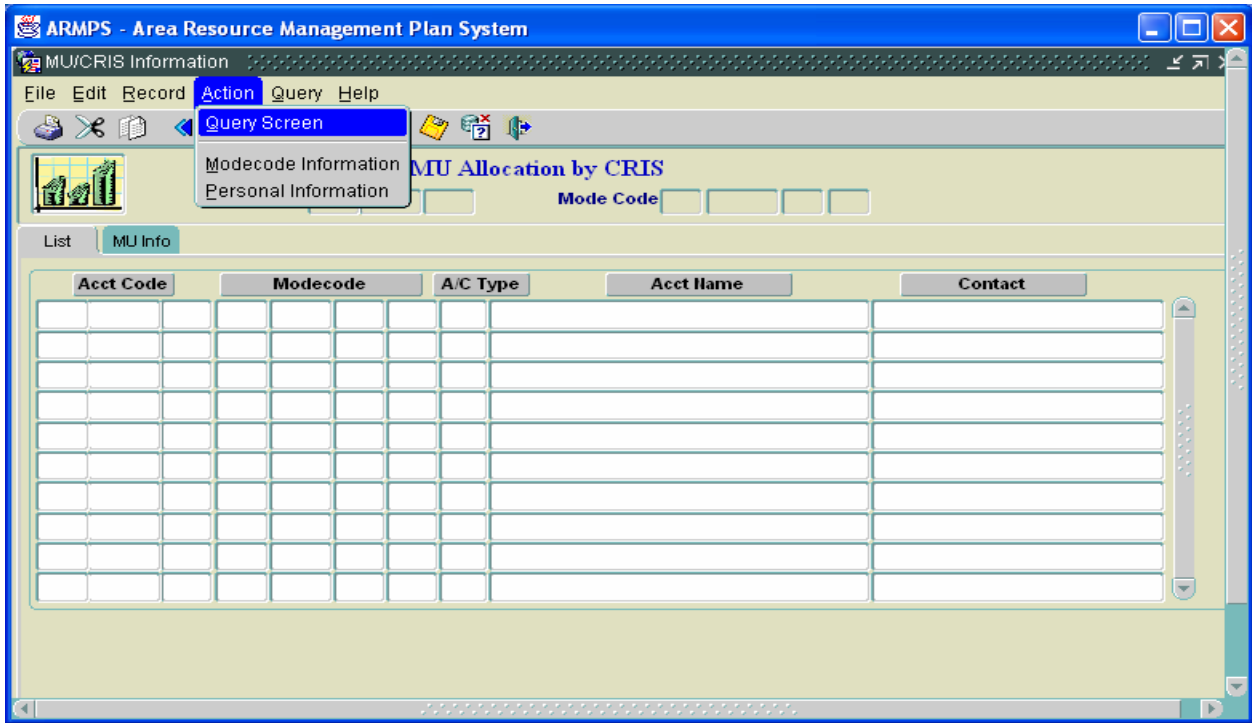 ARMPS - Area Resource Management Plan System
MU/CRIS Information
File Edit Record Action Query Help
Query Screen
Modecode Information
Personal Information
MU Allocation by CRIS
Mode Code
List MU Info
Acct Code Modecode A/C Type Acct Name Contact